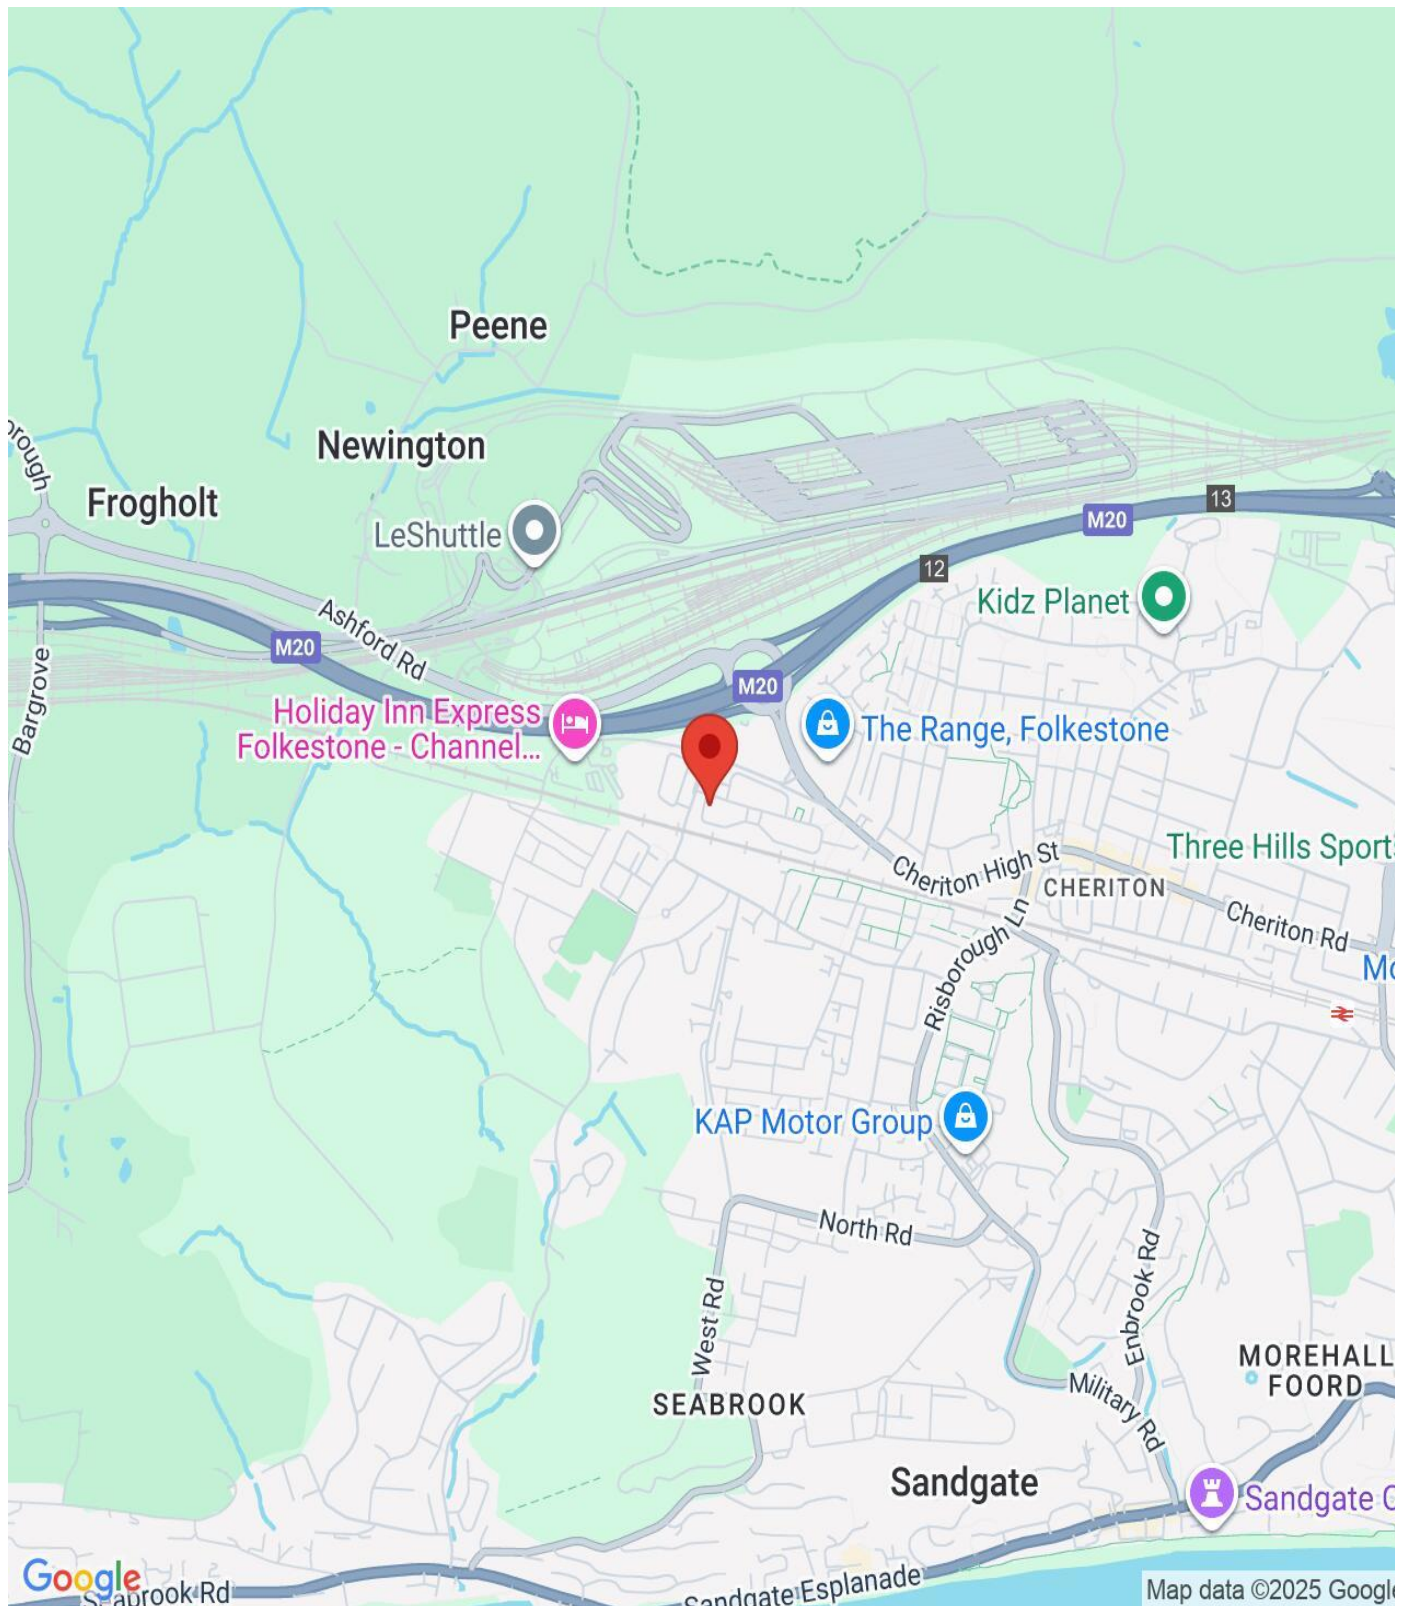 Peene
Newington
orough
Frogholt
LeShuttle
M20
13
12
Kidz Planet
Ashford Rd
M20
Bargrove
M20
Holiday Inn Express
Folkestone - Channel...
The Range, Folkestone
Three Hills Sport
Cheriton High St
CHERITON
Cheriton Rd
Risborough Ln
Mo
KAP Motor Group
North Rd
Enbrook Rd
West Rd
MOREHALL
FOORD
SEABROOK
Military Rd
Sandgate
Sandgate C
Google
Seabrook Rd
Sandgate Esplanade
Map data ©2025 Google